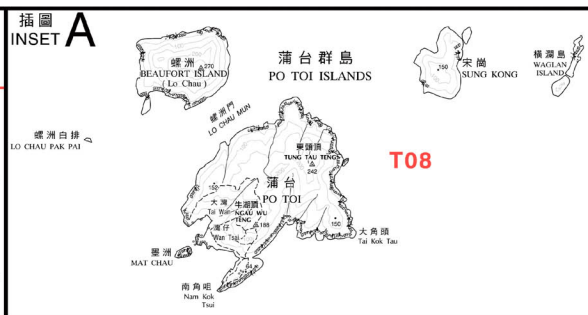 插圖
INSET A
螺洲
270
BEAUFORT ISLAND
( Lo Chau )
蒲台群島
PO TOI ISLANDS
宋崗
150
SUNG KONG
橫瀾島
WAGLAN
ISLAND
螺洲白排
LO CHAU PAK PAI
螺洲門
LO CHAU MUN
東頭頂
TUNG TAU TENG
242
T08
蒲台
PO TOI
大灣
Tai Wan
牛湖頂
NGAU WU
TENG
188
灣仔
Wan Tsai
150
大角頭
Tai Kok Tau
墨洲
MAT CHAU
南角咀
Nam Kok
Tsui